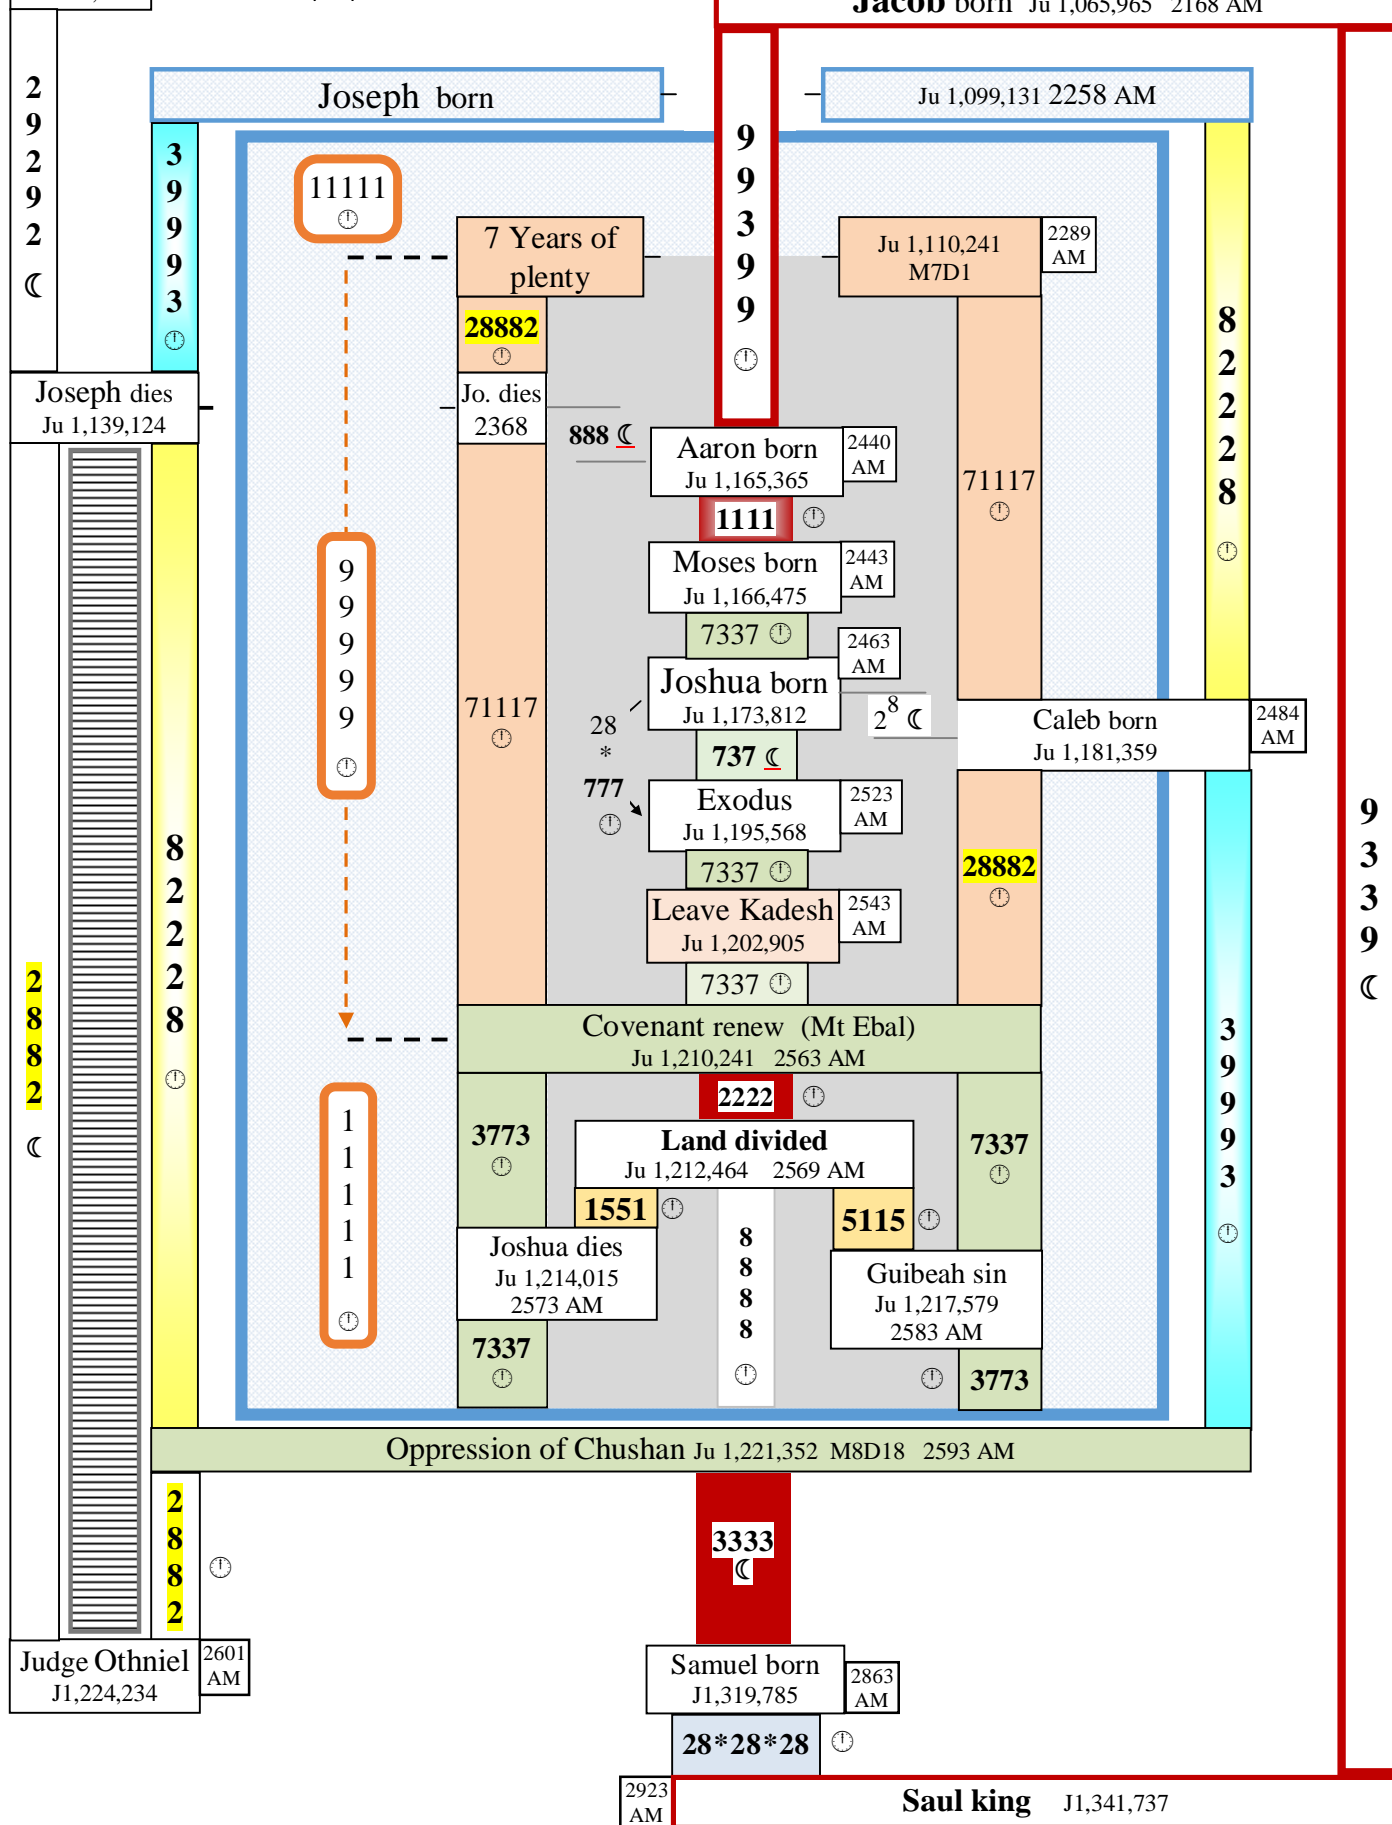 Jacob born Ju 1,065,965 2168 AM
2
9
2
9
2
☾
Joseph born
Ju 1,099,131 2258 AM
3
9
9
9
3
9
9
3
9
9
8
2
2
2
8
11111
7 Years of
plenty
Ju 1,110,241
M7D1
2289
AM
28882
Joseph dies
Ju 1,139,124
Jo. dies
2368
888 ☾
Aaron born
Ju 1,165,365
2440
AM
71117
1111
Moses born
Ju 1,166,475
2443
AM
9
9
9
9
9
7337
2463
AM
Joshua born
Ju 1,173,812
71117
28
*
777
2^8 ☾
Caleb born
Ju 1,181,359
2484
AM
737 ☾
Exodus
Ju 1,195,568
2523
AM
9
3
3
9
☾
8
2
2
2
8
7337
28882
Leave Kadesh
Ju 1,202,905
2543
AM
2
8
8
2
☾
7337
Covenant renew (Mt Ebal)
Ju 1,210,241 2563 AM
3
9
9
9
3
1
1
1
1
1
2222
3773
Land divided
Ju 1,212,464 2569 AM
7337
1551
5115
8
8
8
8
Joshua dies
Ju 1,214,015
2573 AM
Guibeah sin
Ju 1,217,579
2583 AM
7337
3773
Oppression of Chushan Ju 1,221,352 M8D18 2593 AM
2
8
8
2
3333
☾
Judge Othniel
J1,224,234
2601
AM
Samuel born
J1,319,785
2863
AM
28*28*28
2923
AM
Saul king J1,341,737